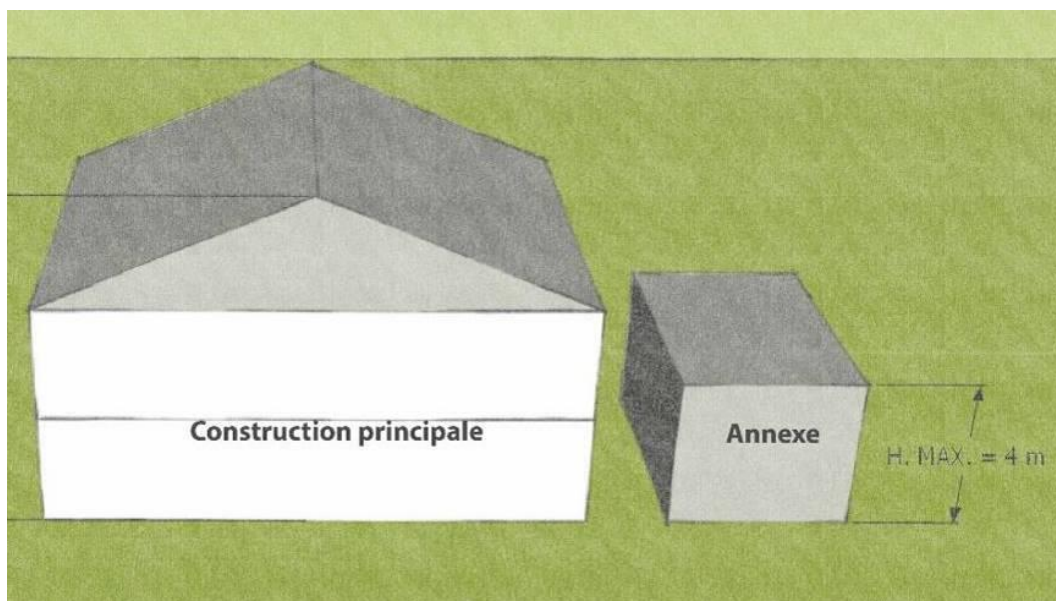 Construction principale
Annexe
H. MAX. = 4 m